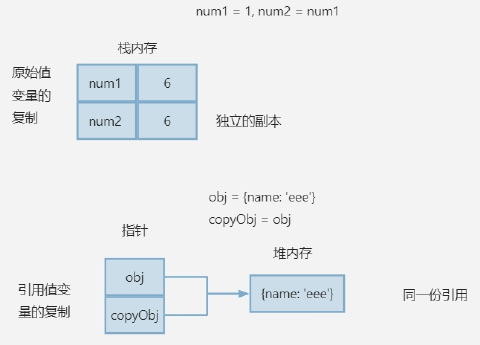 num1 = 1, num2 = num1
栈内存
原始值
变量的
复制
num1 6
num2 6
独立的副本
obj = {name: 'eee'}
copyObj = obj
指针
堆内存
引用值变
量的复制
obj
copyObj
{name: 'eee'}
同一份引用